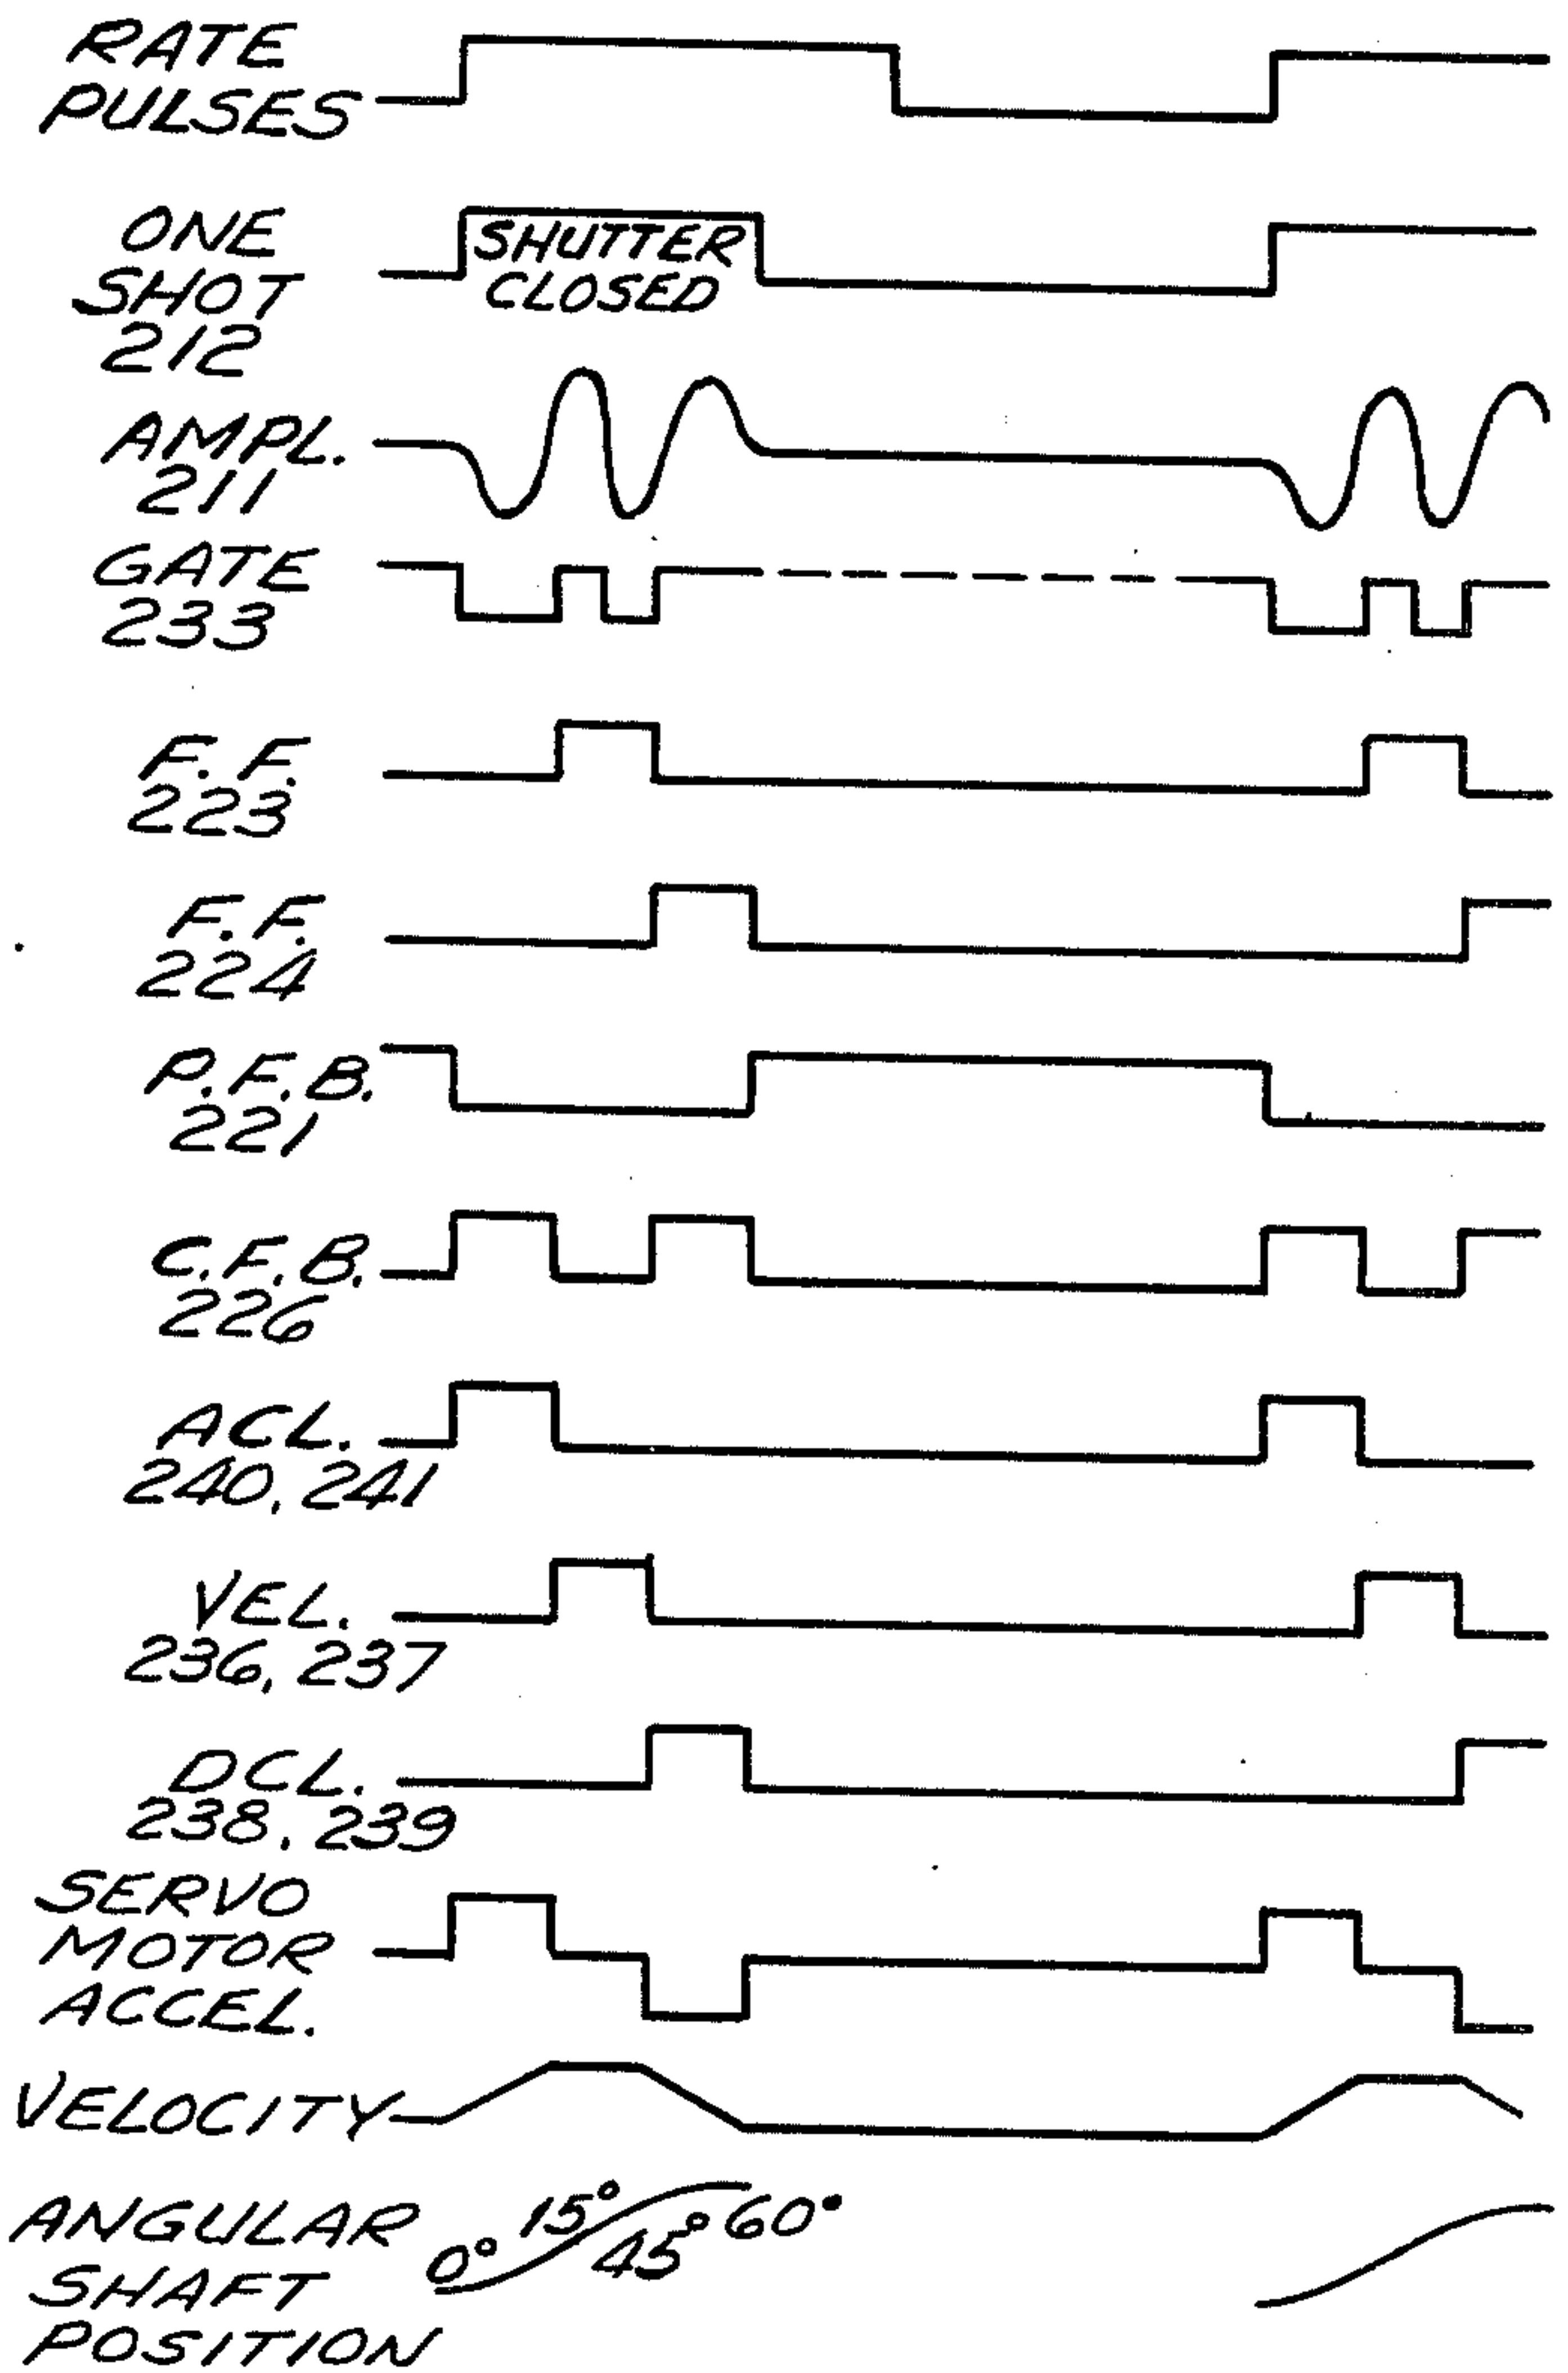 RATE
PULSES
ONE
SHOT
212
SHUTTER
CLOSED
AMPL.
211
GATE
233
F.F.
223
F.F.
224
P.F.B.
221
C.F.B.
226
ACL.
240,241
VEL.
236,237
DCL.
238,239
SERVO
MOTOR
ACCEL.
VELOCITY
ANGULAR
SHAFT
POSITION
0° 15° 45° 60°